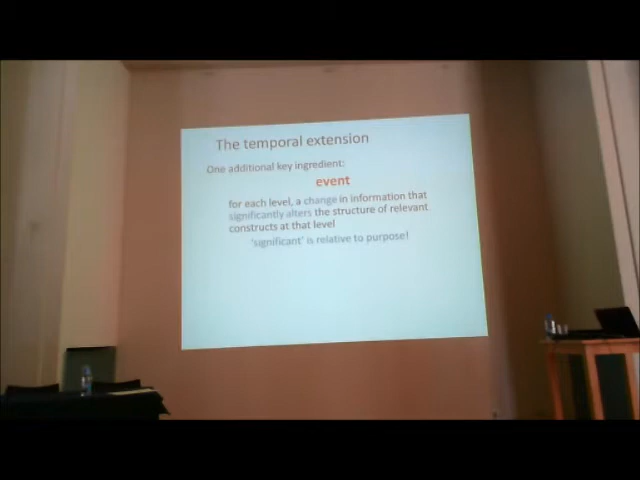 The temporal extension
One additional key ingredient:
event
for each level, a change in information that
significantly alters the structure of relevant
constructs at that level
'significant' is relative to purpose!